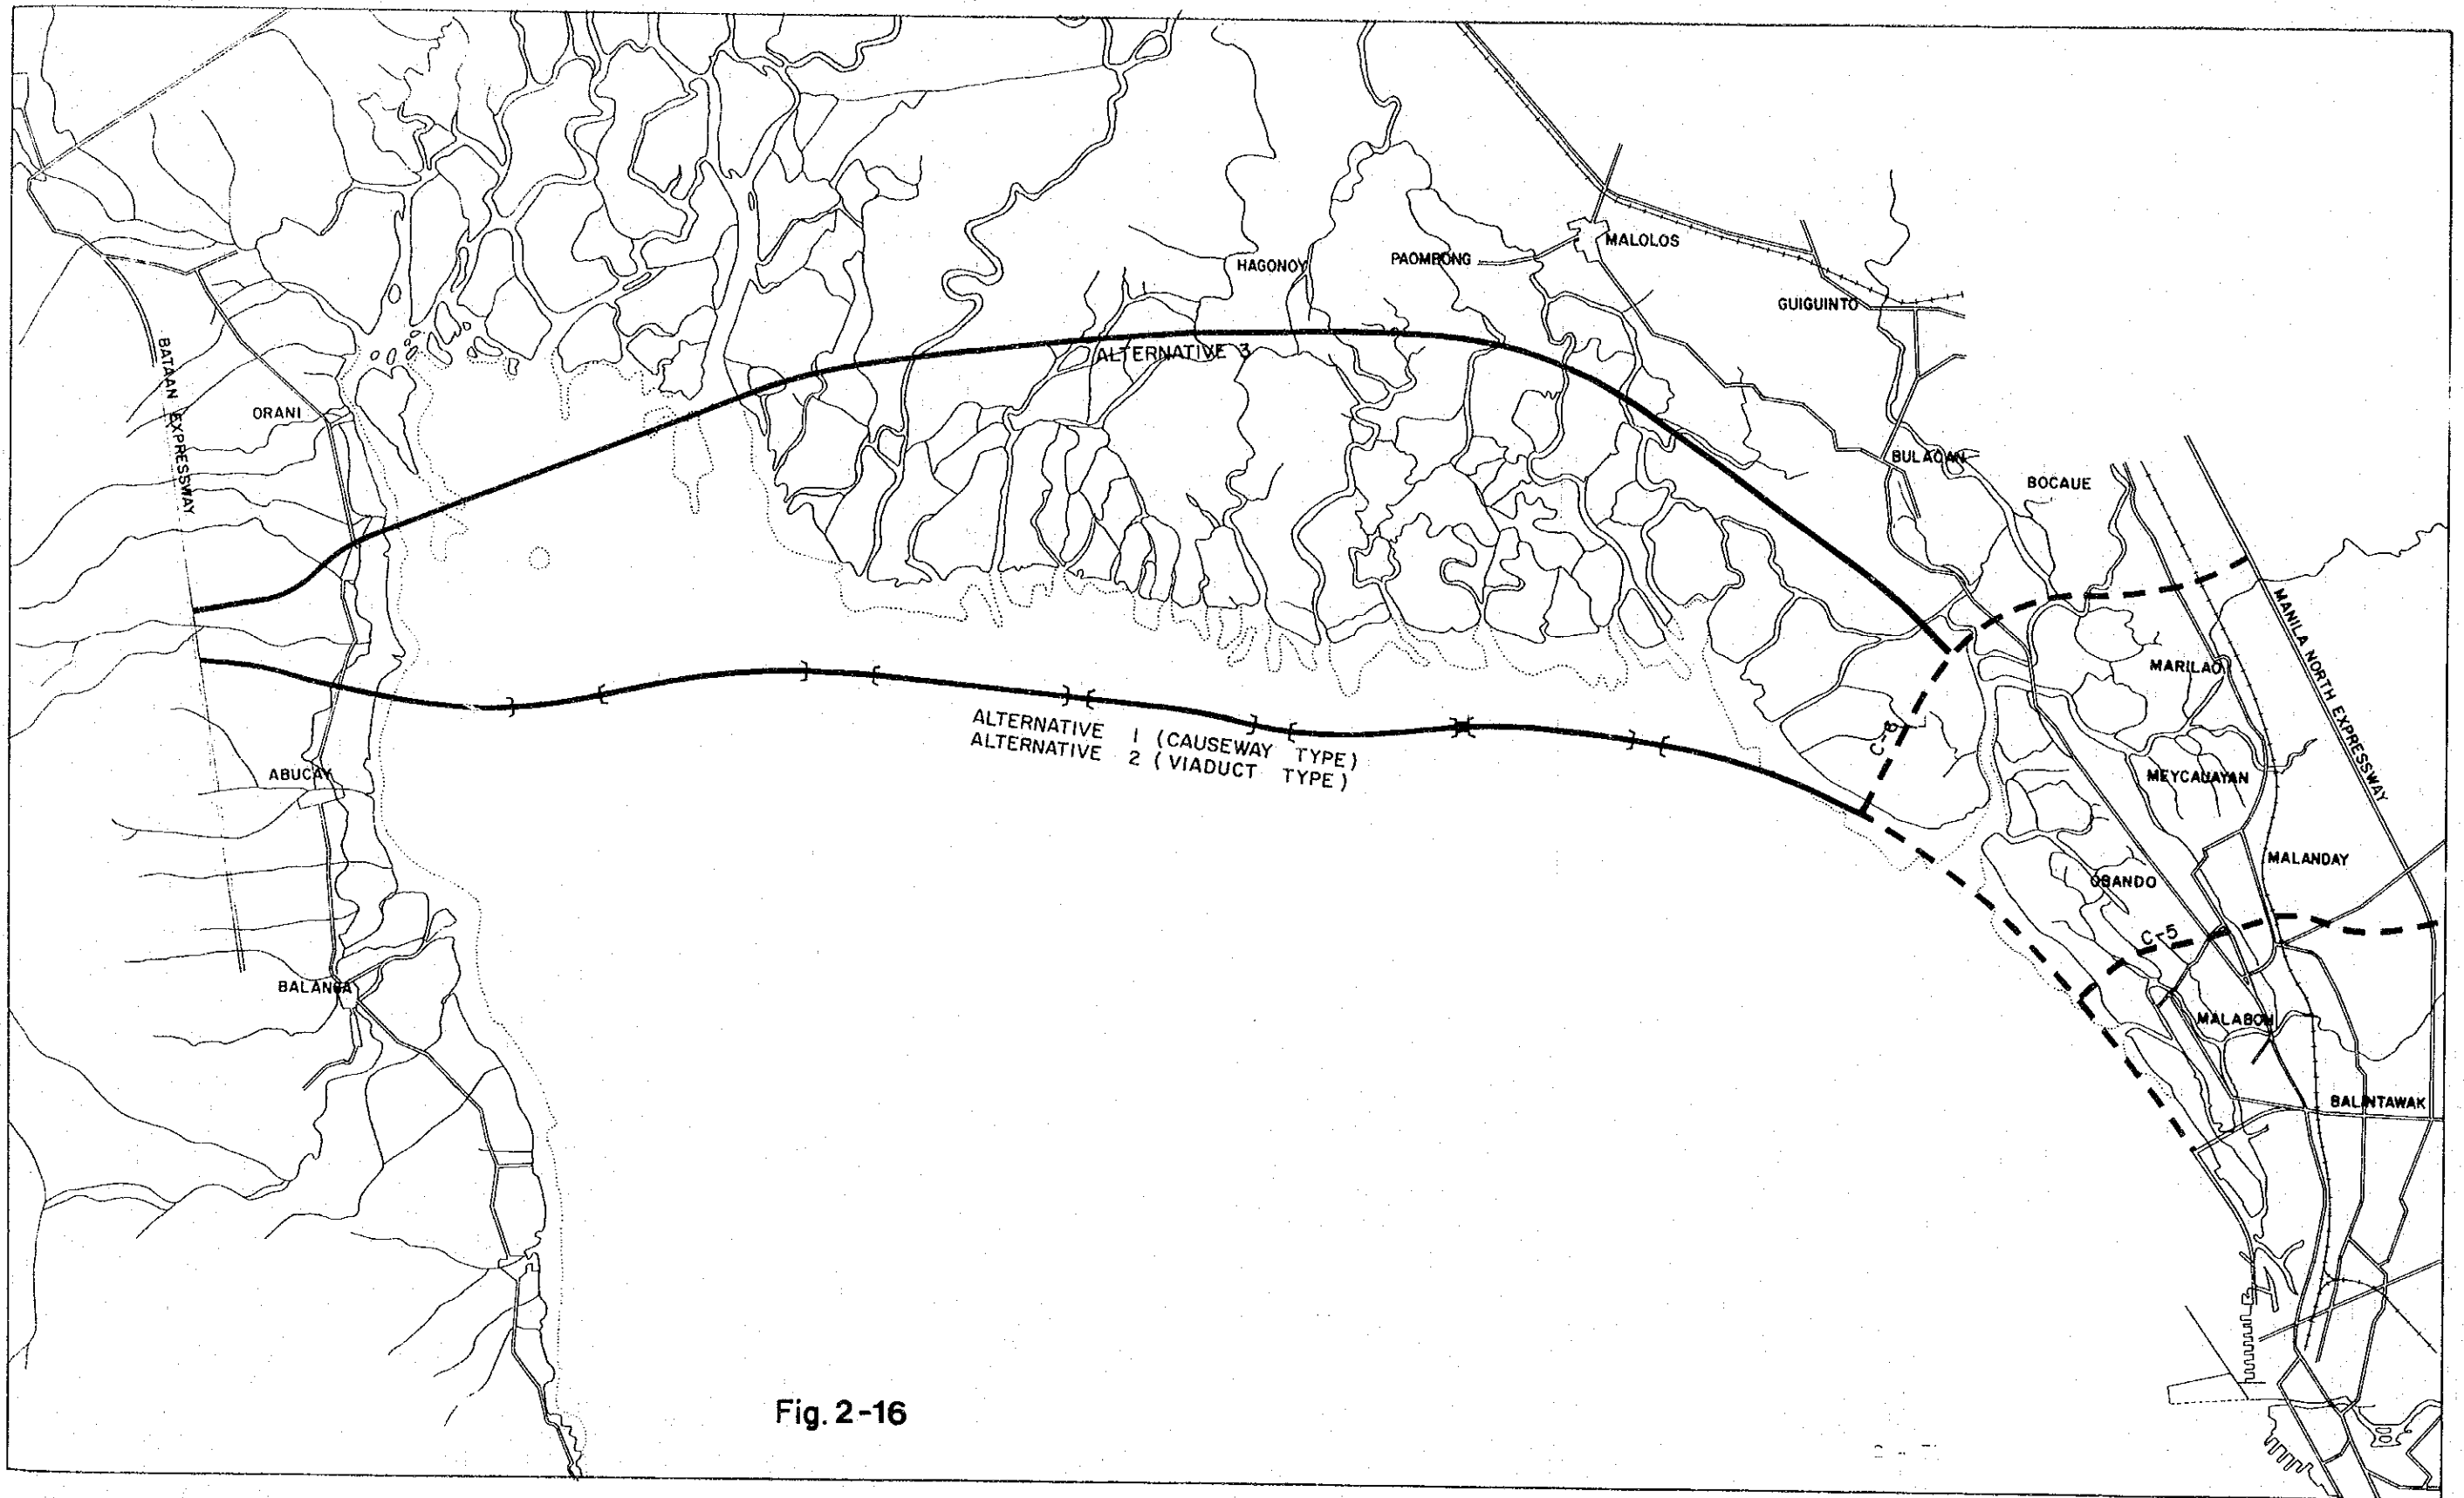 MALOLOS
HAGONOY
PAOMBONG
GUIGUINTO
ALTERNATIVE 3
BATAAN EXPRESSWAY
ORANI
BULACAN
BOCAUE
MANILA NORTH EXPRESSWAY
MARILAO
ALTERNATIVE 1 (CAUSEWAY TYPE)
ALTERNATIVE 2 (VIADUCT TYPE)
ABUCAY
MEYCAUAYAN
MALANDAY
OBANDO
C-5
BALANGA
MALABON
BALINTAWAK
Fig. 2-16